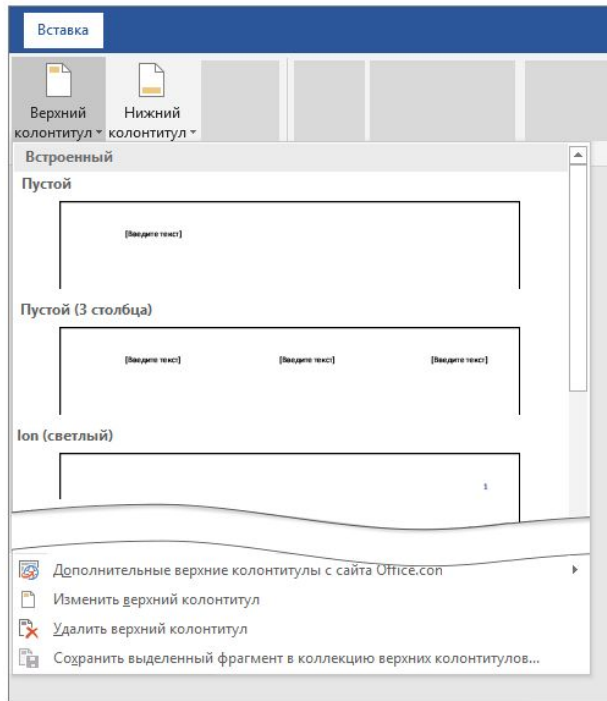 Вставка
Верхний
колонтитул
Нижний
колонтитул
Встроенный
Пустой
[Введите текст]
Пустой (3 столбца)
[Введите текст] [Введите текст] [Введите текст]
Ion (светлый)
1
Дополнительные верхние колонтитулы с сайта Office.con
Изменить верхний колонтитул
Удалить верхний колонтитул
Сохранить выделенный фрагмент в коллекцию верхних колонтитулов...